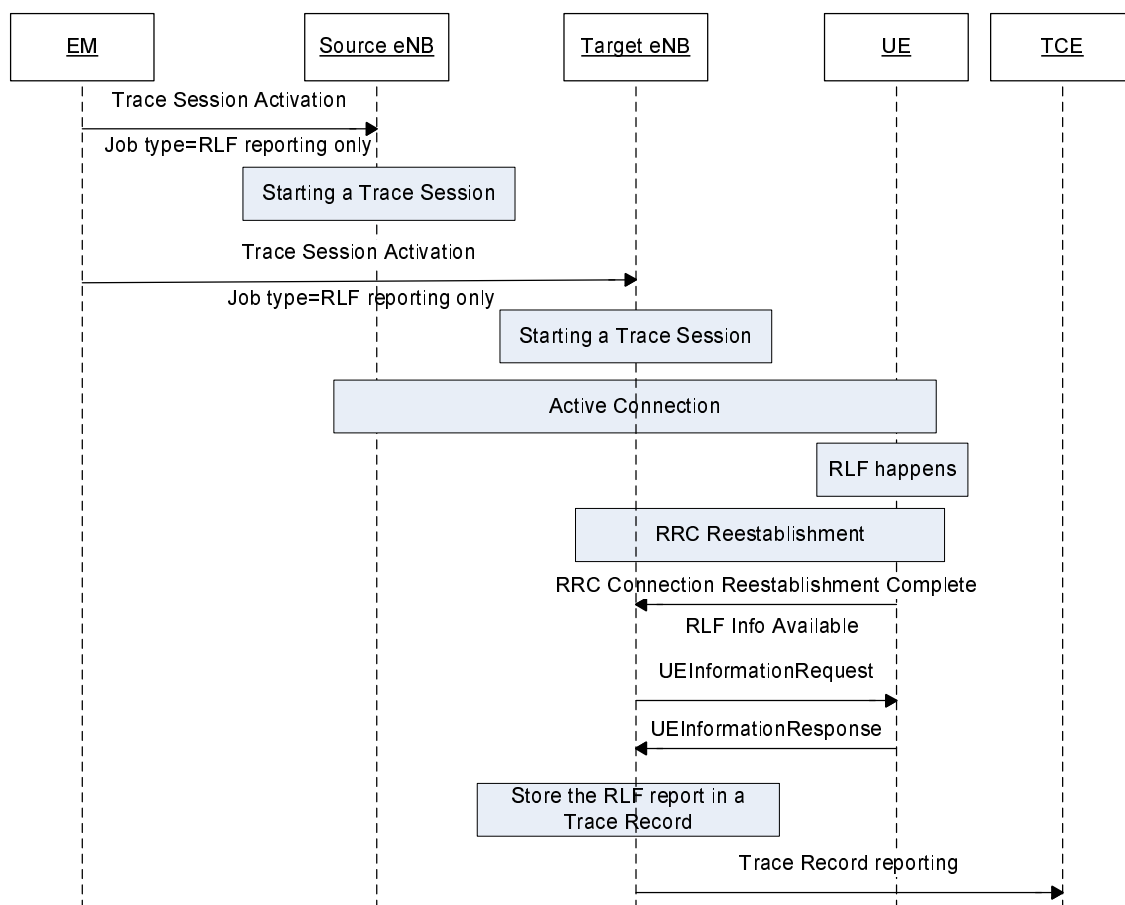 EM
Source eNB
Target eNB
UE
TCE
Trace Session Activation
Job type=RLF reporting only
Starting a Trace Session
Trace Session Activation
Job type=RLF reporting only
Starting a Trace Session
Active Connection
RLF happens
RRC Reestablishment
RRC Connection Reestablishment Complete
RLF Info Available
UEInformationRequest
UEInformationResponse
Store the RLF report in a
Trace Record
Trace Record reporting